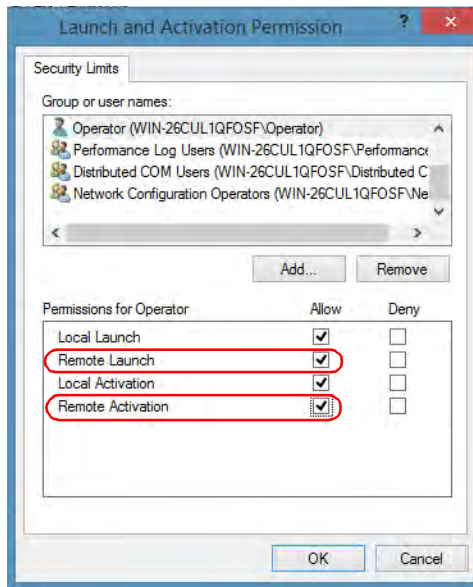 Launch and Activation Permission ?
Security Limits
Group or user names:
Operator (WIN-26CUL1QFOSF\Operator)
Performance Log Users (WIN-26CUL1QFOSF\Performance
Distributed COM Users (WIN-26CUL1QFOSF\Distributed C
Network Configuration Operators (WIN-26CUL1QFOSF\Ne
Add... Remove
Permissions for Operator Allow Deny
Local Launch
Remote Launch
Local Activation
Remote Activation
OK Cancel